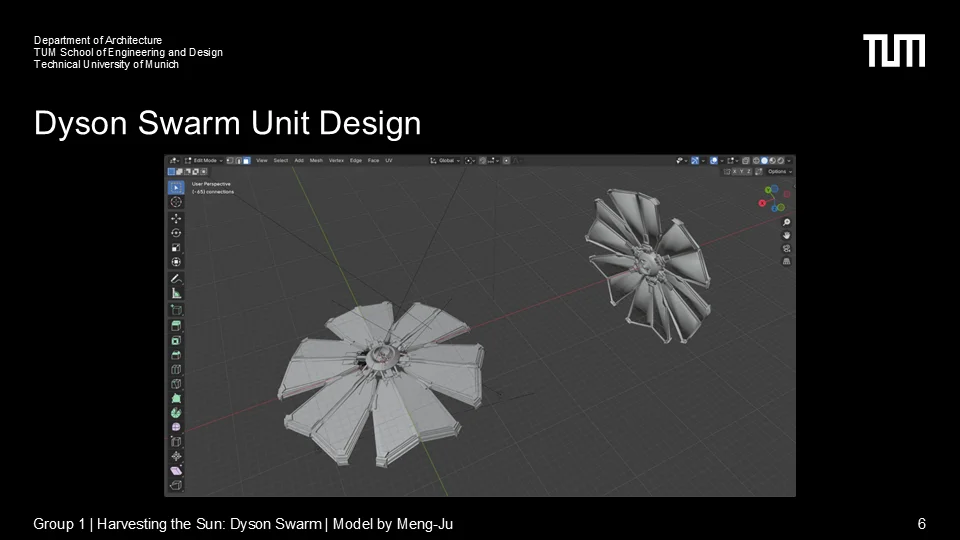 Department of Architecture
TUM School of Engineering and Design
Technical University of Munich
TUM
Dyson Swarm Unit Design
Edit Mode View Select Add Mesh Vertex Edge Face UV Global
X Y Z Options
User Perspective
(-65) connections
Group 1 | Harvesting the Sun: Dyson Swarm | Model by Meng-Ju
6